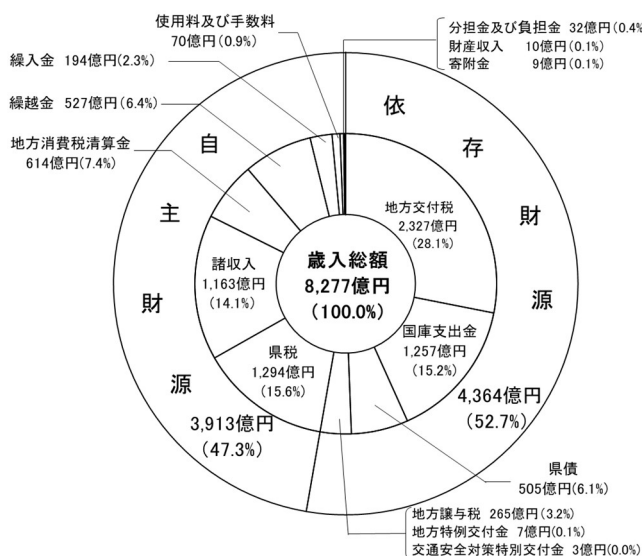 使用料及び手数料
70億円(0.9%)
分担金及び負担金 32億円(0.4%
財産収入 10億円(0.1%)
寄附金 9億円(0.1%)
繰入金 194億円(2.3%)
繰越金 527億円(6.4%)
地方消費税清算金
614億円(7.4%)
自主財源
依存財源
地方交付税
2,327億円
(28.1%)
歳入総額
8,277億円
(100.0%)
諸収入
1,163億円
(14.1%)
国庫支出金
1,257億円
(15.2%)
県税
1,294億円
(15.6%)
4,364億円
(52.7%)
3,913億円
(47.3%)
県債
505億円(6.1%)
地方譲与税 265億円(3.2%)
地方特例交付金 7億円(0.1%)
交通安全対策特別交付金 3億円(0.0%)